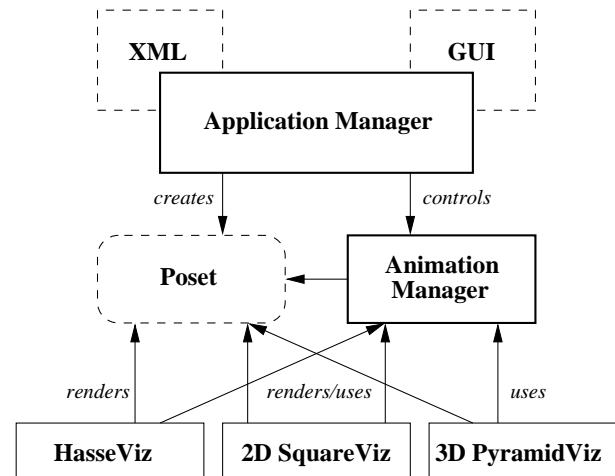 XML
GUI
Application Manager
creates
controls
Poset
Animation
Manager
renders
renders/uses
uses
HasseViz
2D SquareViz
3D PyramidViz